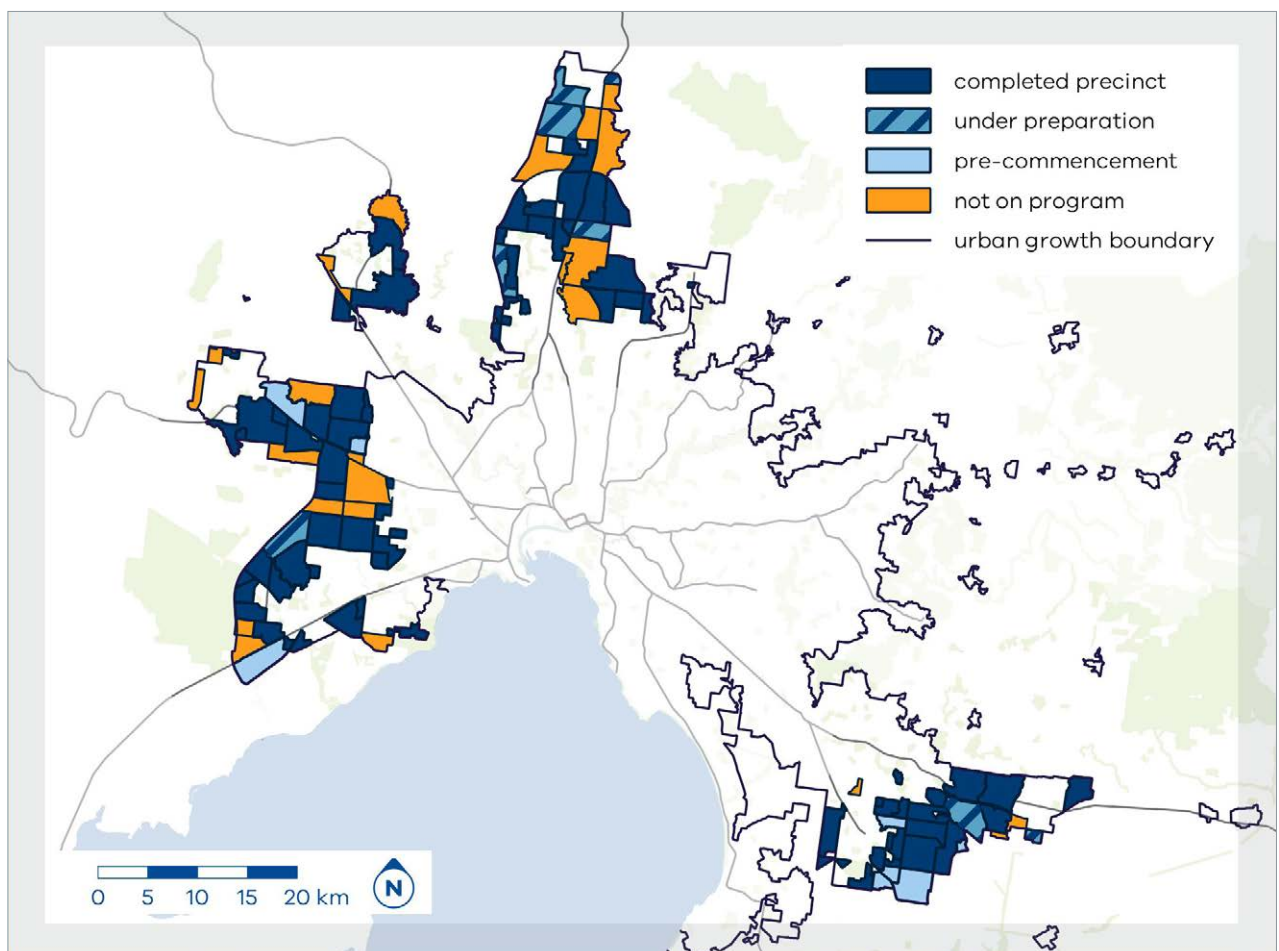 completed precinct
under preparation
pre-commencement
not on program
urban growth boundary
0 5 10 15 20 km
N